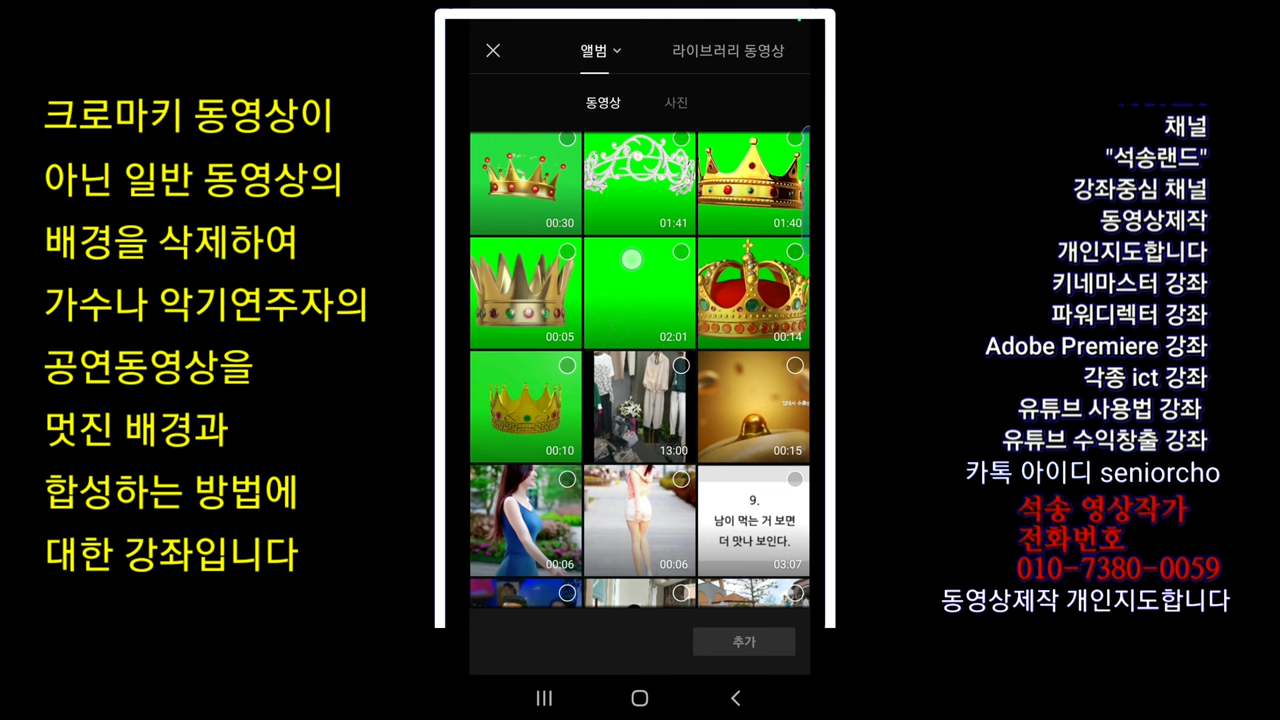 크로마키 동영상이
아닌 일반 동영상의
배경을 삭제하여
가수나 악기연주자의
공연동영상을
멋진 배경과
합성하는 방법에
대한 강좌입니다
앨범
라이브러리 동영상
동영상
사진
00:30
01:41
01:40
00:05
02:01
00:14
00:10
13:00
00:15
00:06
00:06
9.
남이 먹는 거 보면
더 맛나 보인다.
03:07
추가
채널
"석송랜드"
강좌중심 채널
동영상제작
개인지도합니다
키네마스터 강좌
파워디렉터 강좌
Adobe Premiere 강좌
각종 ict 강좌
유튜브 사용법 강좌
유튜브 수익창출 강좌
카톡 아이디 seniorcho
석송 영상작가
전화번호
010-7380-0059
동영상제작 개인지도합니다